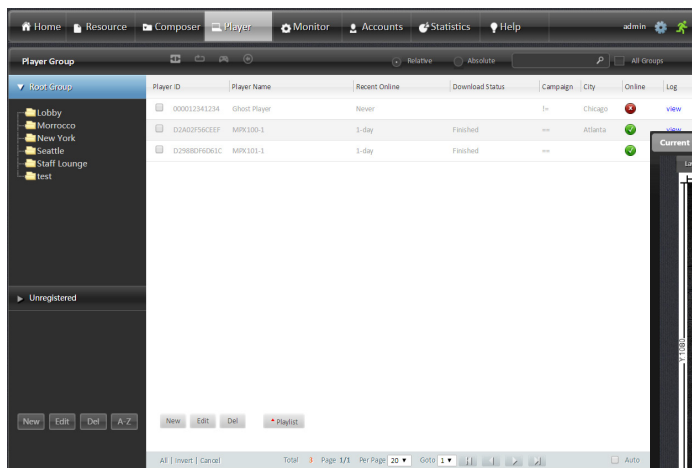 Home Resource Composer Player Monitor Accounts Statistics Help admin
Player Group Relative Absolute All Groups
Root Group
Lobby
Morrocco
New York
Seattle
Staff Lounge
test
Unregistered
New Edit Del A-Z
Player ID Player Name Recent Online Download Status Campaign City Online Log
000012341234 Ghost Player Never != Chicago view
D2A02F56CEEF MPX100-1 1-day Finished == Atlanta view
D29BBDF6D61C MPX101-1 1-day Finished ==
Current
La
Y 1080
New Edit Del * Playlist
All | Invert | Cancel Total 3 Page 1/1 Per Page 20 Goto 1 Auto